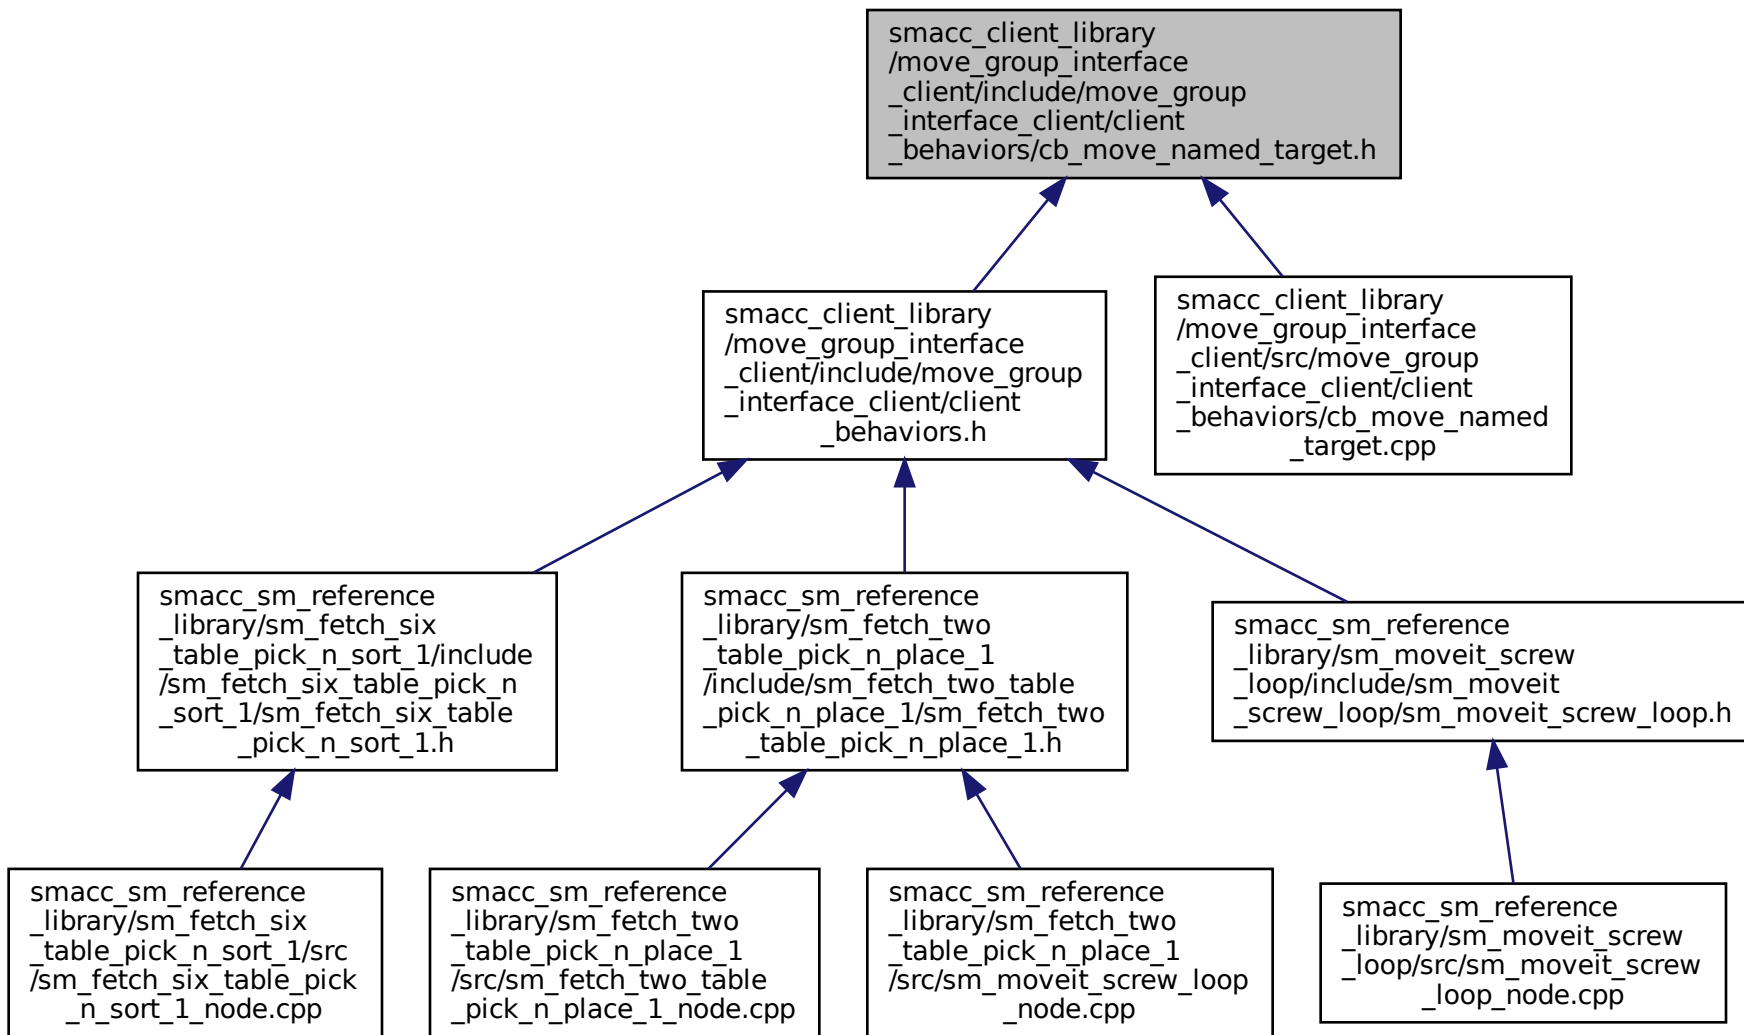 smacc_client_library
/move_group_interface
_client/include/move_group
_interface_client/client
_behaviors/cb_move_named_target.h
smacc_client_library
/move_group_interface
_client/include/move_group
_interface_client/client
_behaviors.h
smacc_client_library
/move_group_interface
_client/src/move_group
_interface_client/client
_behaviors/cb_move_named
_target.cpp
smacc_sm_reference
_library/sm_fetch_six
_table_pick_n_sort_1/include
/sm_fetch_six_table_pick_n
_sort_1/sm_fetch_six_table
_pick_n_sort_1.h
smacc_sm_reference
_library/sm_fetch_two
_table_pick_n_place_1
/include/sm_fetch_two_table
_pick_n_place_1/sm_fetch_two
_table_pick_n_place_1.h
smacc_sm_reference
_library/sm_moveit_screw
_loop/include/sm_moveit
_screw_loop/sm_moveit_screw_loop.h
smacc_sm_reference
_library/sm_fetch_six
_table_pick_n_sort_1/src
/sm_fetch_six_table_pick
_n_sort_1_node.cpp
smacc_sm_reference
_library/sm_fetch_two
_table_pick_n_place_1
/src/sm_fetch_two_table
_pick_n_place_1_node.cpp
smacc_sm_reference
_library/sm_fetch_two
_table_pick_n_place_1
/src/sm_moveit_screw_loop
_node.cpp
smacc_sm_reference
_library/sm_moveit_screw
_loop/src/sm_moveit_screw
_loop_node.cpp